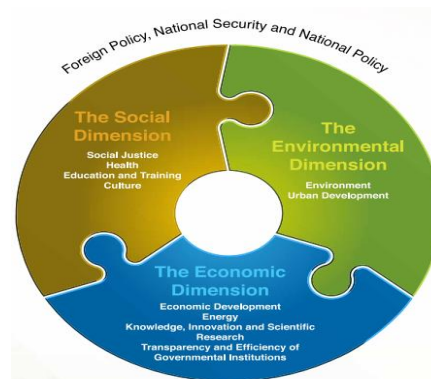 Foreign Policy, National Security and National Policy
The Social
Dimension
Social Justice
Health
Education and Training
Culture
The
Environmental
Dimension
Environment
Urban Development
The Economic
Dimension
Economic Development
Energy
Knowledge, Innovation and Scientific
Research
Transparency and Efficiency of
Governmental Institutions